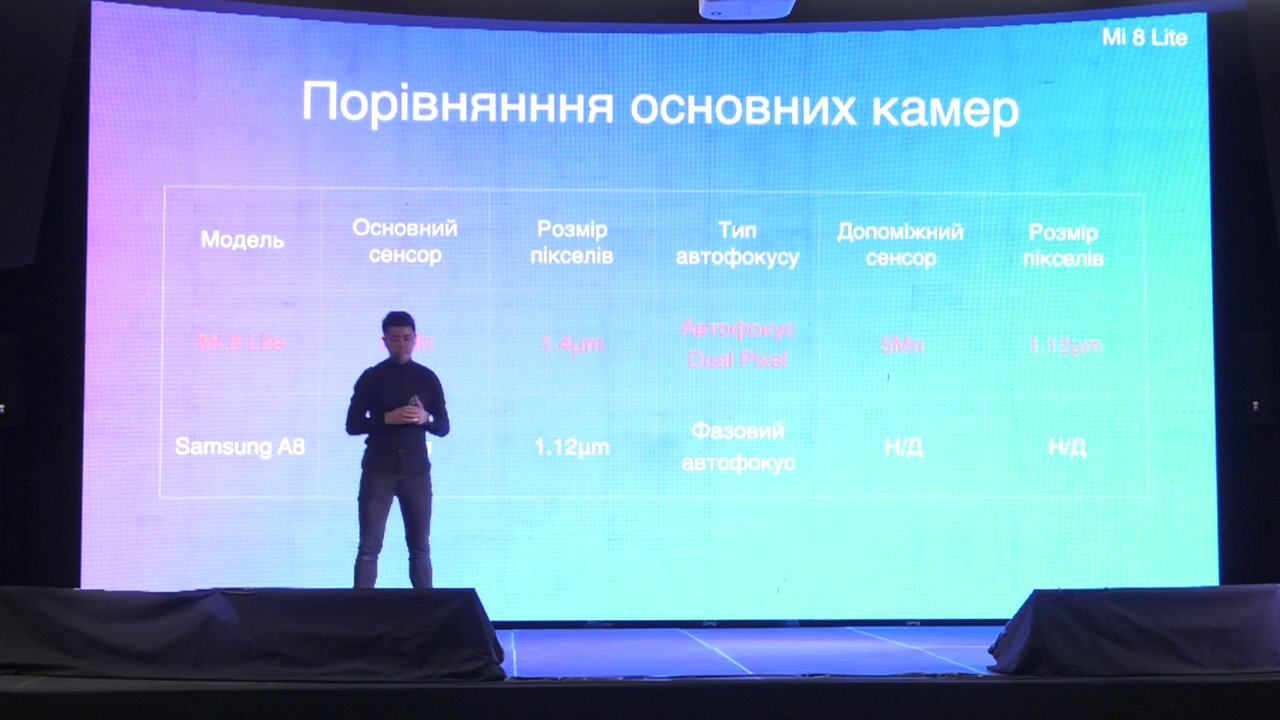 Mi 8 Lite
Порівнянння основних камер
Модель
Основний
сенсор
Розмір
пікселів
Тип
автофокусу
Допоміжний
сенсор
Розмір
пікселів
Mi 8 Lite
1.4μm
Автофокус
Dual Pixel
5Мп
1.12μm
Samsung A8
1.12μm
Фазовий
автофокус
Н/Д
Н/Д